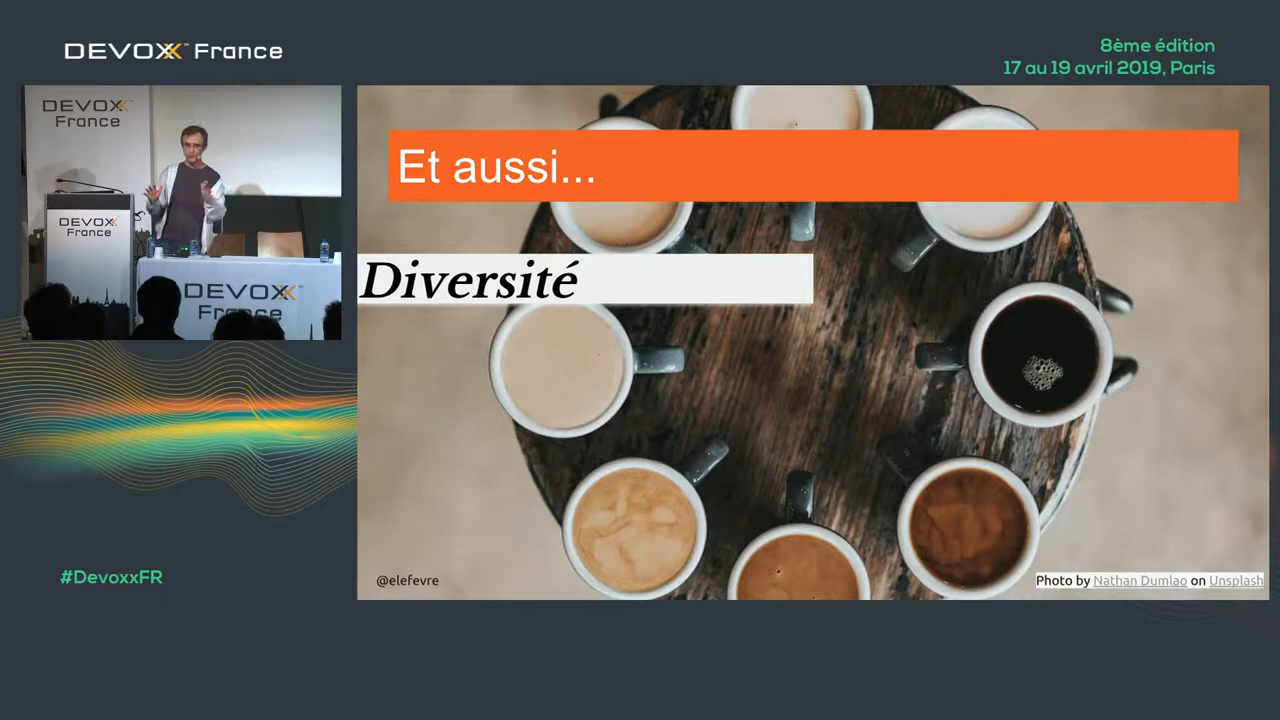 DEVOXX™ France
8ème édition
17 au 19 avril 2019, Paris
DEVOXX
France
DEVOXX
France
DEVOXX
France
Et aussi...
Diversité
@elefevre
Photo by Nathan Dumlao on Unsplash
#DevoxxFR